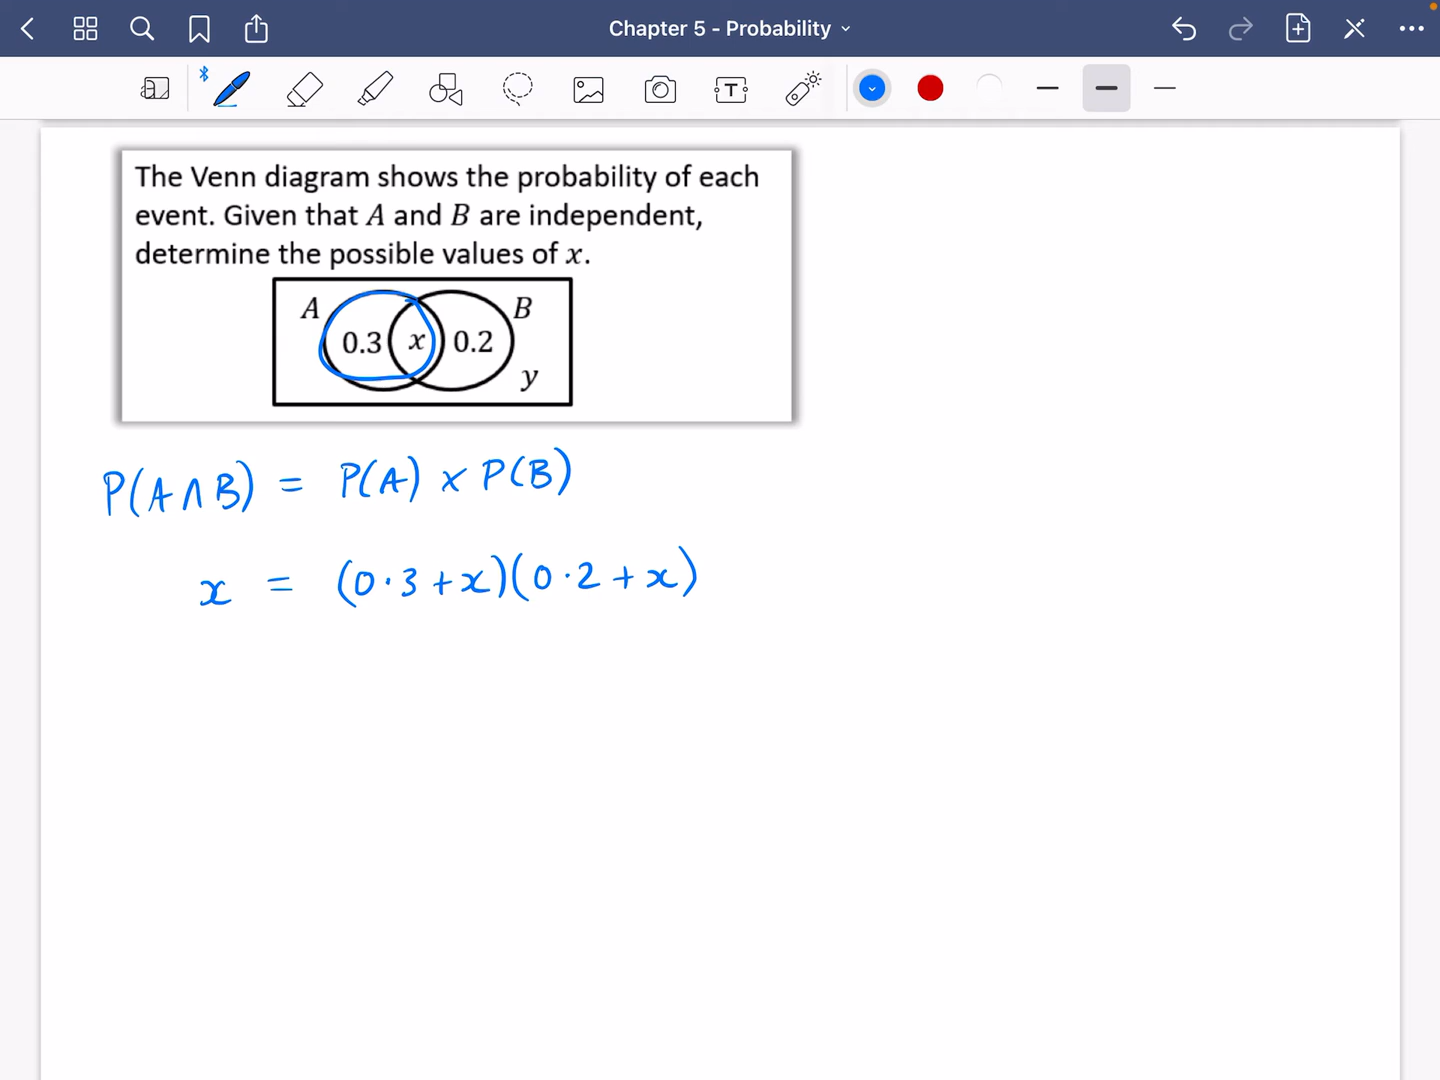 Chapter 5 - Probability
The Venn diagram shows the probability of each
event. Given that A and B are independent,
determine the possible values of x.
A 0.3 x 0.2 B
y
P(A∩B) = P(A) × P(B)
x = (0·3 + x)(0·2 + x)